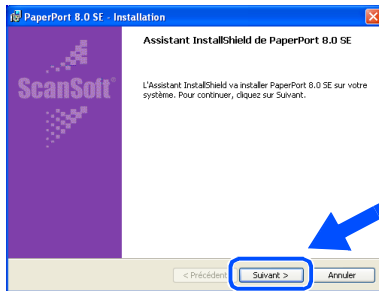 PaperPort 8.0 SE - Installation
Assistant InstallShield de PaperPort 8.0 SE
ScanSoft®
L'Assistant InstallShield va installer PaperPort 8.0 SE sur votre
système. Pour continuer, cliquez sur Suivant.
< Précédent
Suivant >
Annuler